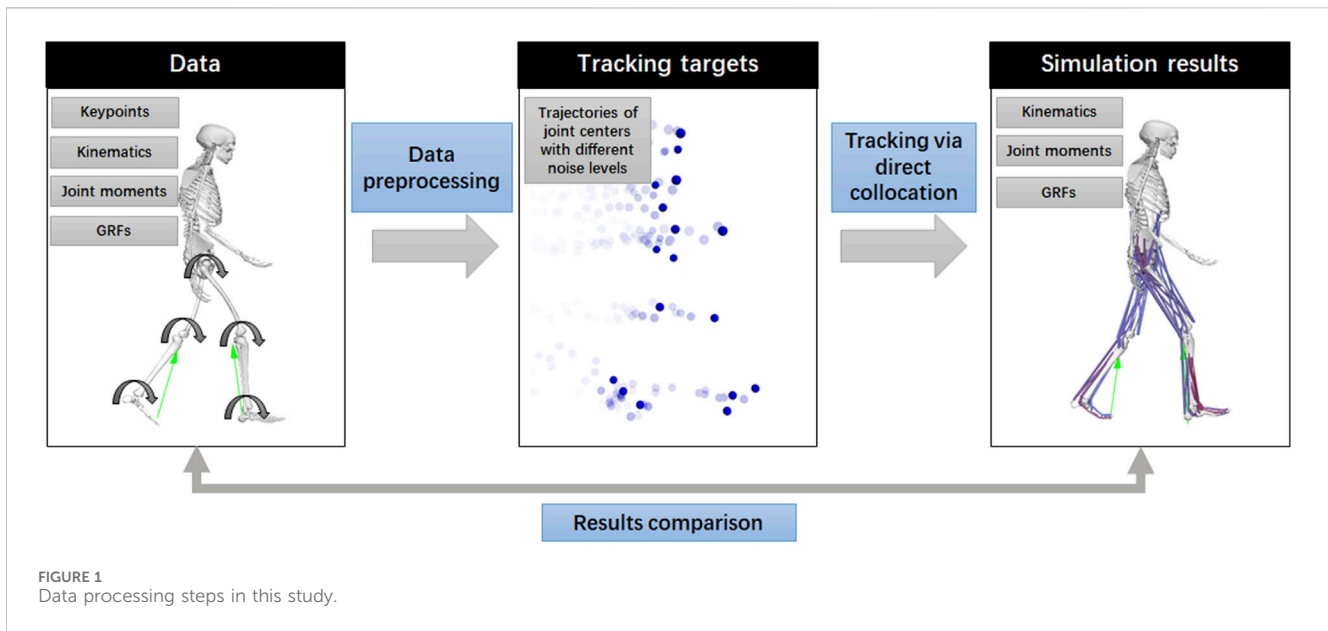 Data
Keypoints
Kinematics
Joint moments
GRFs
Data
preprocessing
Tracking targets
Trajectories of
joint centers
with different
noise levels
Tracking via
direct
collocation
Simulation results
Kinematics
Joint moments
GRFs
Results comparison
FIGURE 1
Data processing steps in this study.